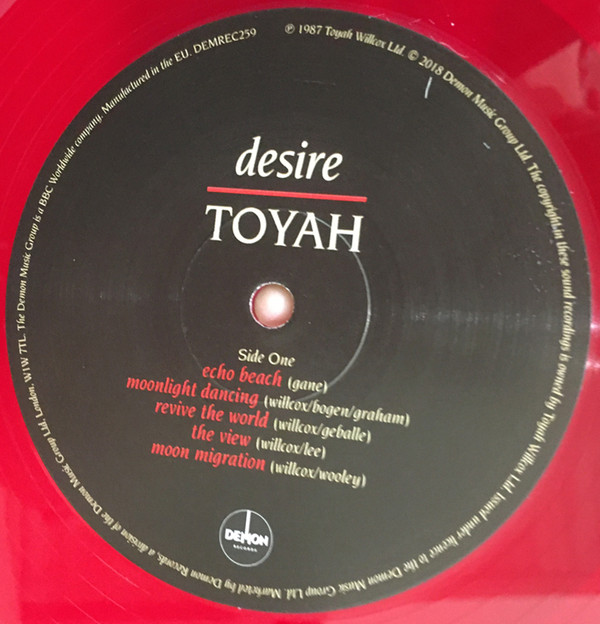 desire
TOYAH
Side One
echo beach (gane)
moonlight dancing (willcox/bogen/graham)
revive the world (willcox/geballe)
the view (willcox/lee)
moon migration (willcox/wooley)
DEMON
RECORDS
℗ 1987 Toyah Willcox Ltd. © 2018 Demon Music Group Ltd. The copyright in these sound recordings is owned by Toyah Willcox Ltd. Issued under licence to the Demon Music Group Ltd. Marketed by Demon Records, a division of the Demon Music Group Ltd, London, W1W 7TL. The Demon Music Group is a BBC Worldwide company. Manufactured in the EU. DEMREC259